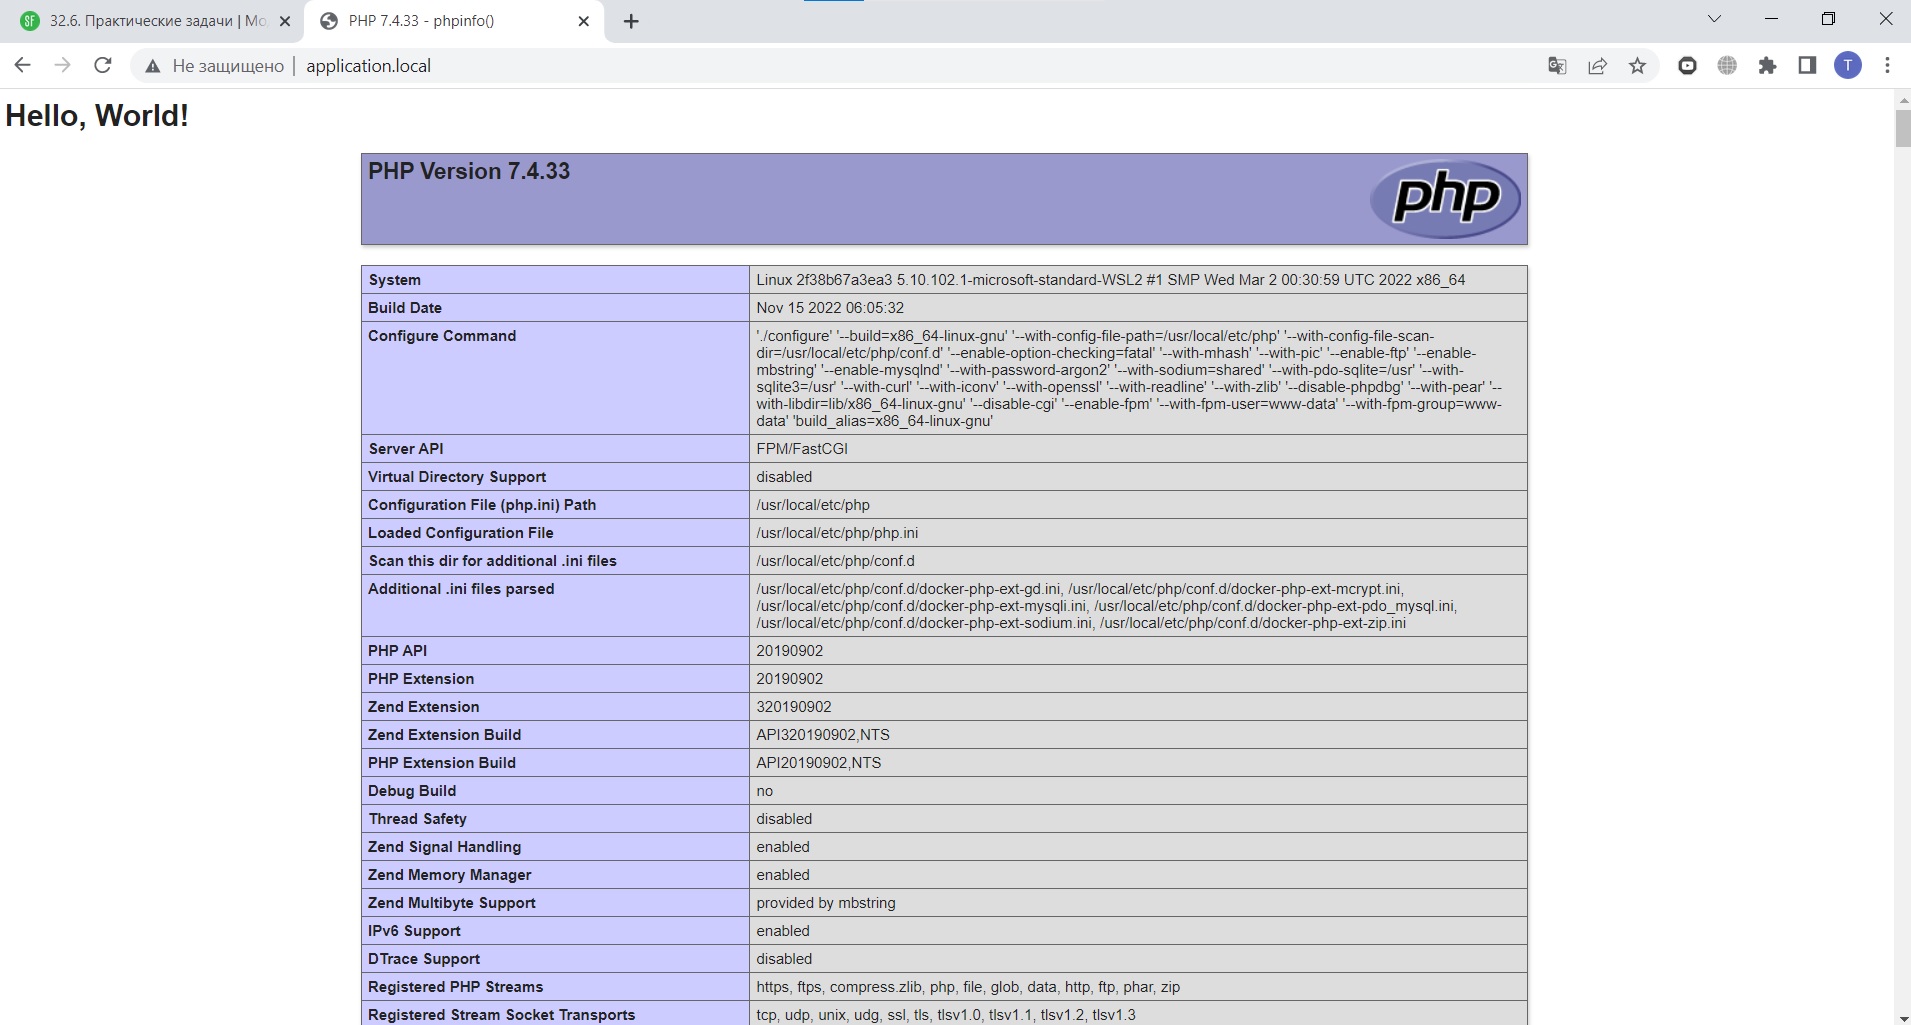 32.6. Практические задачи | Мо
PHP 7.4.33 - phpinfo()
Не защищено | application.local
T
Hello, World!
PHP Version 7.4.33
php
System Linux 2f38b67a3ea3 5.10.102.1-microsoft-standard-WSL2 #1 SMP Wed Mar 2 00:30:59 UTC 2022 x86_64
Build Date Nov 15 2022 06:05:32
Configure Command './configure' '--build=x86_64-linux-gnu' '--with-config-file-path=/usr/local/etc/php' '--with-config-file-scan-
dir=/usr/local/etc/php/conf.d' '--enable-option-checking=fatal' '--with-mhash' '--with-pic' '--enable-ftp' '--enable-
mbstring' '--enable-mysqlnd' '--with-password-argon2' '--with-sodium=shared' '--with-pdo-sqlite=/usr' '--with-
sqlite3=/usr' '--with-curl' '--with-iconv' '--with-openssl' '--with-readline' '--with-zlib' '--disable-phpdbg' '--with-pear' '--
with-libdir=lib/x86_64-linux-gnu' '--disable-cgi' '--enable-fpm' '--with-fpm-user=www-data' '--with-fpm-group=www-
data' 'build_alias=x86_64-linux-gnu'
Server API FPM/FastCGI
Virtual Directory Support disabled
Configuration File (php.ini) Path /usr/local/etc/php
Loaded Configuration File /usr/local/etc/php/php.ini
Scan this dir for additional .ini files /usr/local/etc/php/conf.d
Additional .ini files parsed /usr/local/etc/php/conf.d/docker-php-ext-gd.ini, /usr/local/etc/php/conf.d/docker-php-ext-mcrypt.ini,
/usr/local/etc/php/conf.d/docker-php-ext-mysqli.ini, /usr/local/etc/php/conf.d/docker-php-ext-pdo_mysql.ini,
/usr/local/etc/php/conf.d/docker-php-ext-sodium.ini, /usr/local/etc/php/conf.d/docker-php-ext-zip.ini
PHP API 20190902
PHP Extension 20190902
Zend Extension 320190902
Zend Extension Build API320190902,NTS
PHP Extension Build API20190902,NTS
Debug Build no
Thread Safety disabled
Zend Signal Handling enabled
Zend Memory Manager enabled
Zend Multibyte Support provided by mbstring
IPv6 Support enabled
DTrace Support disabled
Registered PHP Streams https, ftps, compress.zlib, php, file, glob, data, http, ftp, phar, zip
Registered Stream Socket Transports tcp, udp, unix, udg, ssl, tls, tlsv1.0, tlsv1.1, tlsv1.2, tlsv1.3